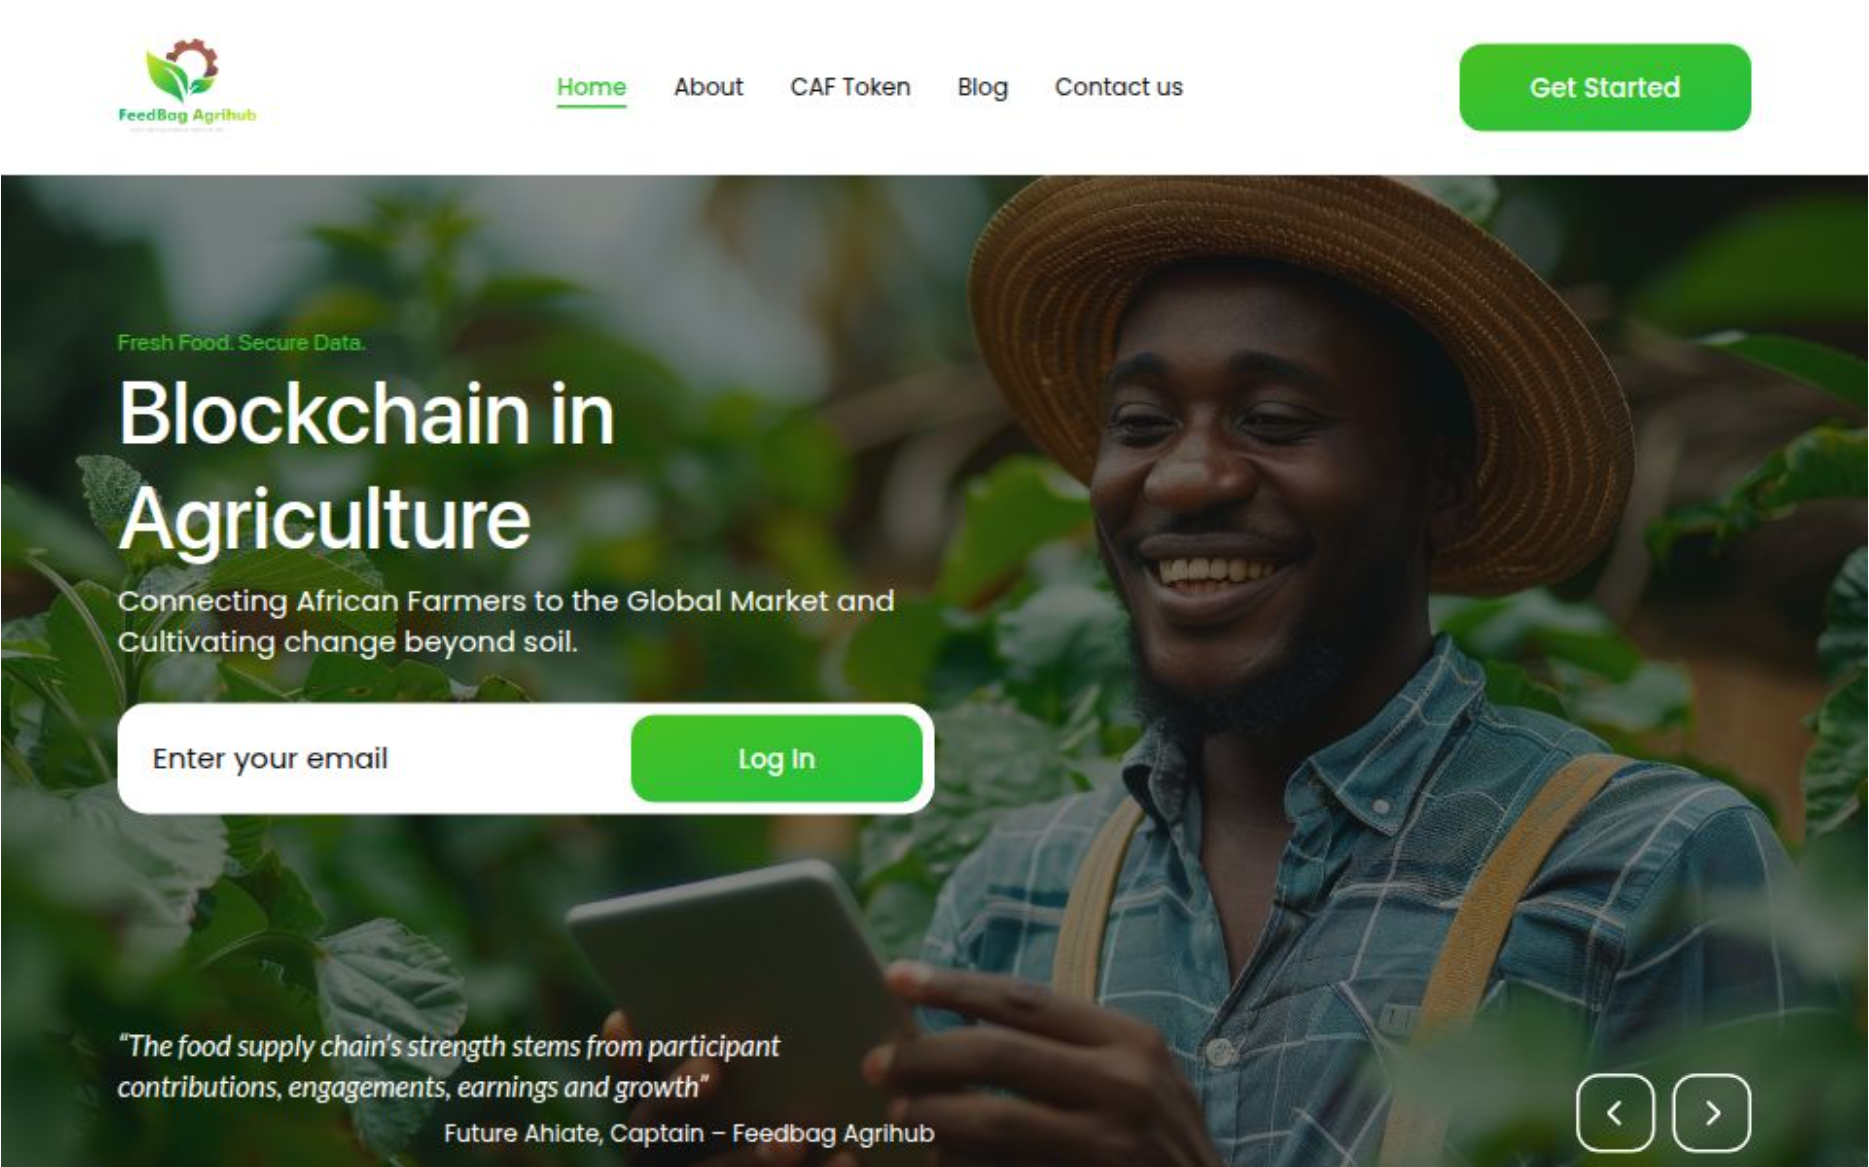 FeedBag Agrihub
Home
About
CAF Token
Blog
Contact us
Get Started
Fresh Food. Secure Data.
Blockchain in
Agriculture
Connecting African Farmers to the Global Market and
Cultivating change beyond soil.
Enter your email
Log In
“The food supply chain’s strength stems from participant
contributions, engagements, earnings and growth”
Future Ahiate, Captain – Feedbag Agrihub